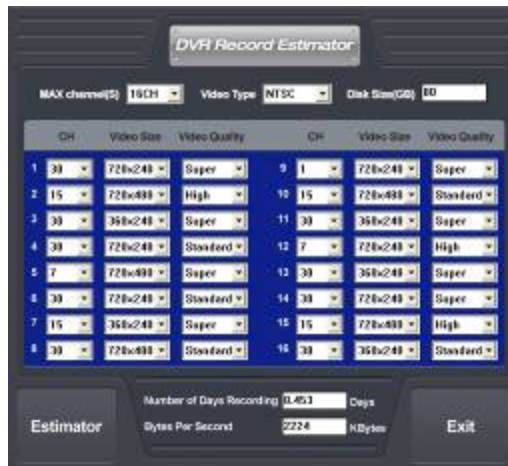 DVR Record Estimator
MAX channel(S) 16CH Video Type NTSC Disk Size(GB) 80
CH Video Size Video Quality CH Video Size Video Quality
1 30 720x240 Super 9 1 720x240 Super
2 15 720x480 High 10 15 720x480 Standard
3 30 360x240 Super 11 30 360x240 Super
4 30 720x240 Standard 12 7 720x240 High
5 7 720x480 Super 13 30 360x240 Super
6 30 720x240 Standard 14 30 720x240 Super
7 15 360x240 Super 15 15 720x480 High
8 30 720x480 Standard 16 30 360x240 Standard
Number of Days Recording 0.453 Days
Bytes Per Second 2224 KBytes
Estimator Exit